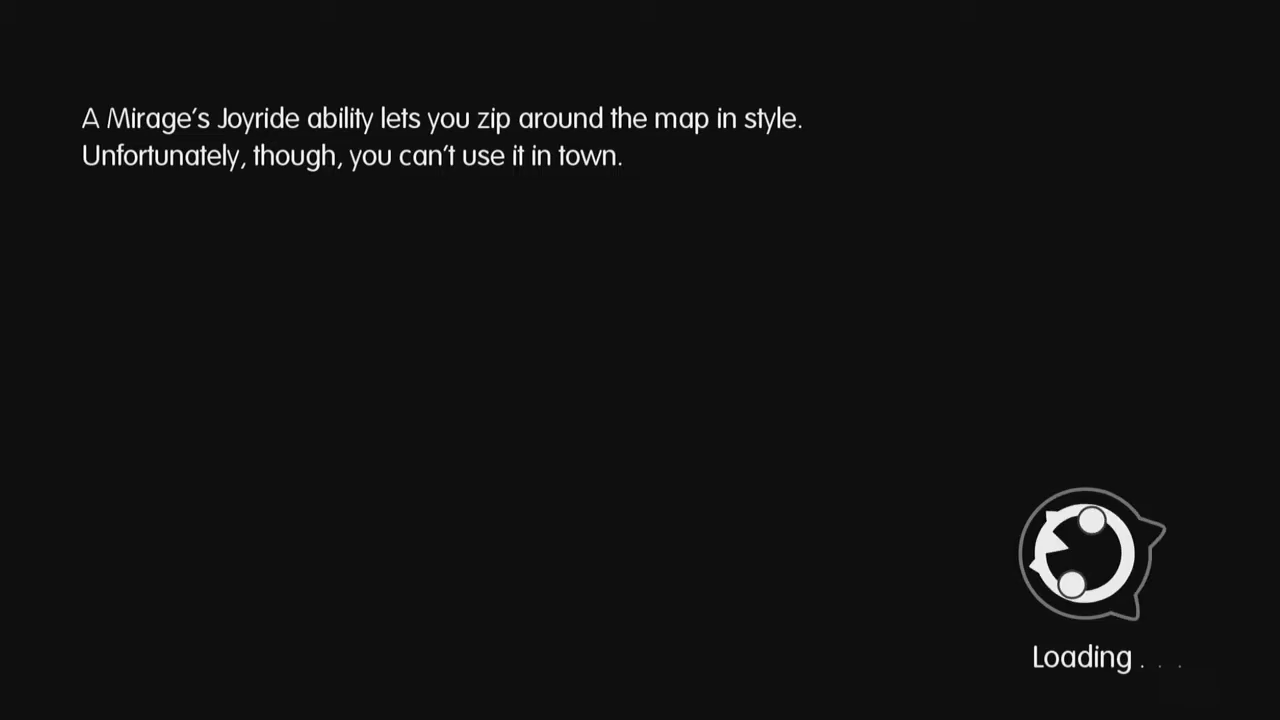 A Mirage's Joyride ability lets you zip around the map in style.
Unfortunately, though, you can't use it in town.
Loading . . .